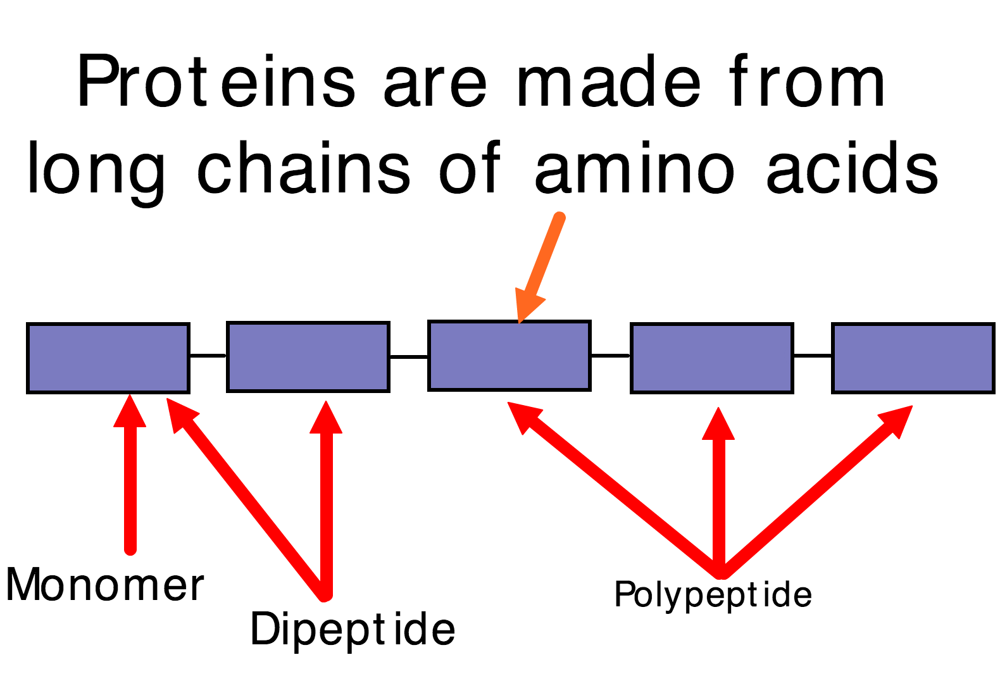 Proteins are made from
long chains of amino acids
Monomer
Dipeptide
Polypeptide